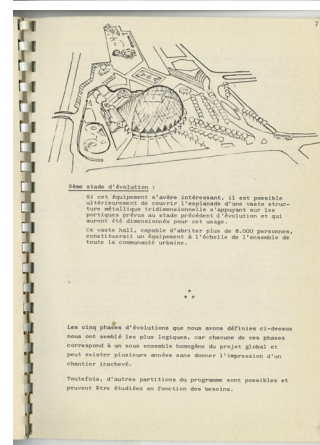 7
5ème stade d'évolution :
Si cet équipement s'avère intéressant, il est possible
ultérieurement de couvrir l'esplanade d'une vaste struc-
ture métallique tridimensionnelle s'appuyant sur les
portiques prévus au stade précédent d'évolution et qui
auront été dimensionnés pour cet usage.
Ce vaste hall, capable d'abriter plus de 8.000 personnes,
constituerait un équipement à l'échelle de l'ensemble de
toute la communauté urbaine.
*
* *
Les cinq phases d'évolutions que nous avons définies ci-dessus
nous ont semblé les plus logiques, car chacune de ces phases
correspond à un sous ensemble homogène du projet global et
peut exister plusieurs années sans donner l'impression d'un
chantier inachevé.
Toutefois, d'autres partitions du programme sont possibles et
peuvent être étudiées en fonction des besoins.